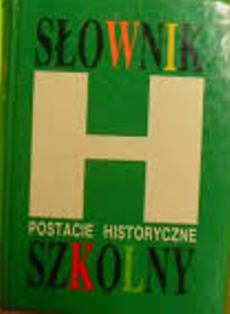 SŁOWNIK
H
POSTACIE HISTORYCZNE
SZKOLNY